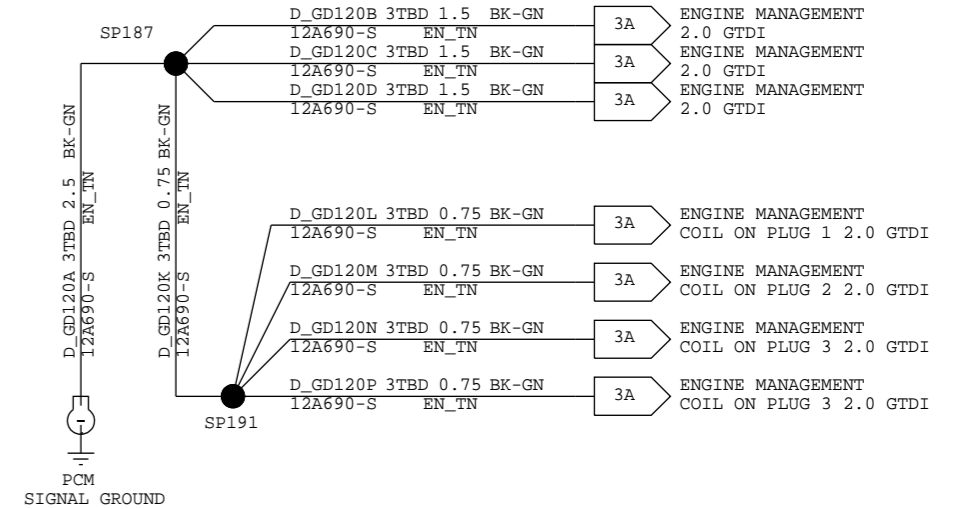 D_GD120B 3TBD 1.5 BK-GN
12A690-S EN_TN
3A
ENGINE MANAGEMENT
2.0 GTDI
SP187
D_GD120C 3TBD 1.5 BK-GN
12A690-S EN_TN
3A
ENGINE MANAGEMENT
2.0 GTDI
D_GD120D 3TBD 1.5 BK-GN
12A690-S EN_TN
3A
ENGINE MANAGEMENT
2.0 GTDI
D_GD120A 3TBD 2.5 BK-GN
12A690-S EN_TN
D_GD120K 3TBD 0.75 BK-GN
12A690-S EN_TN
D_GD120L 3TBD 0.75 BK-GN
12A690-S EN_TN
3A
ENGINE MANAGEMENT
COIL ON PLUG 1 2.0 GTDI
D_GD120M 3TBD 0.75 BK-GN
12A690-S EN_TN
3A
ENGINE MANAGEMENT
COIL ON PLUG 2 2.0 GTDI
D_GD120N 3TBD 0.75 BK-GN
12A690-S EN_TN
3A
ENGINE MANAGEMENT
COIL ON PLUG 3 2.0 GTDI
D_GD120P 3TBD 0.75 BK-GN
12A690-S EN_TN
3A
ENGINE MANAGEMENT
COIL ON PLUG 3 2.0 GTDI
SP191
PCM
SIGNAL GROUND